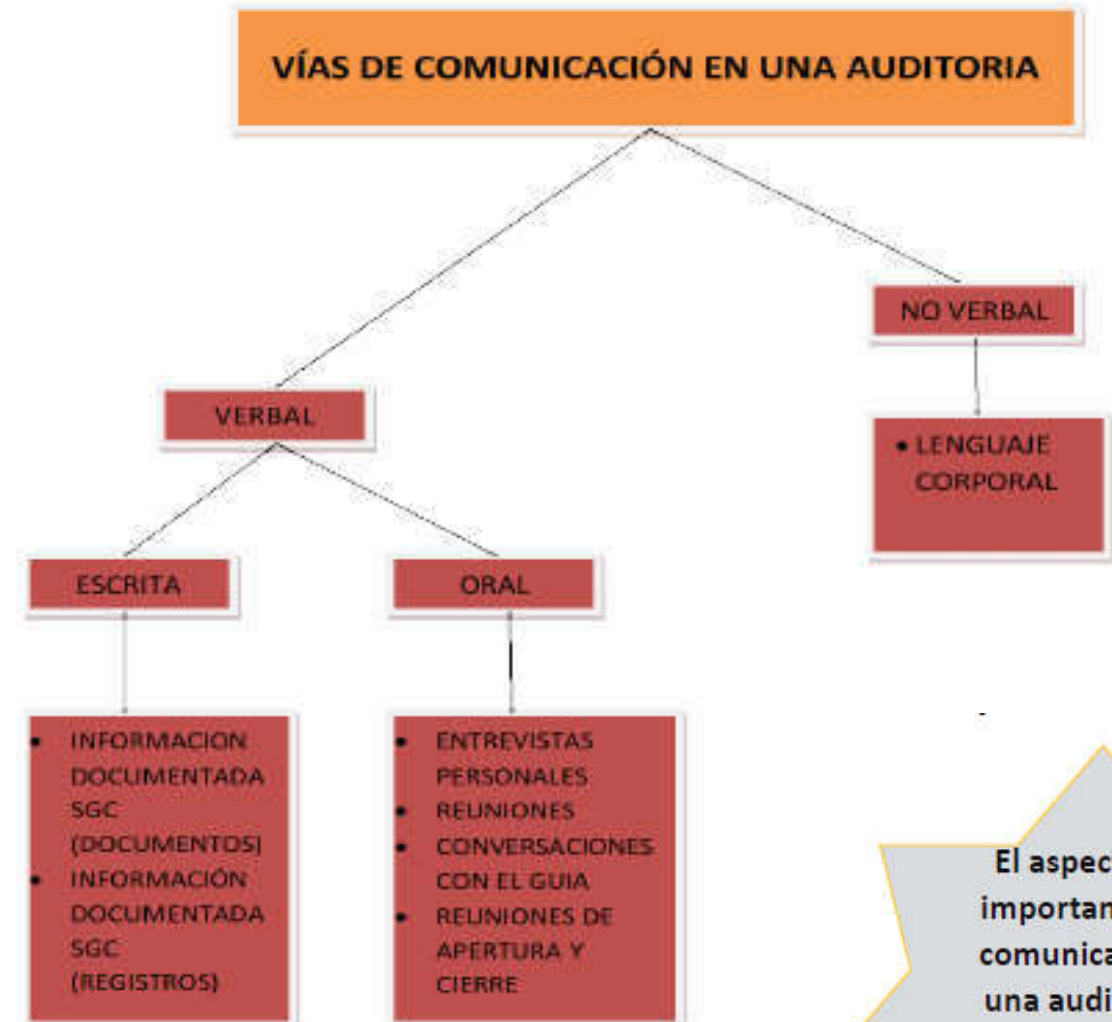 VÍAS DE COMUNICACIÓN EN UNA AUDITORIA
NO VERBAL
• LENGUAJE
CORPORAL
VERBAL
ESCRITA
• INFORMACION
DOCUMENTADA
SGC
(DOCUMENTOS)
• INFORMACIÓN
DOCUMENTADA
SGC
(REGISTROS)
ORAL
• ENTREVISTAS
PERSONALES
• REUNIONES
• CONVERSACIONES
CON EL GUIA
• REUNIONES DE
APERTURA Y
CIERRE
El aspec
importan
comunica
una audi